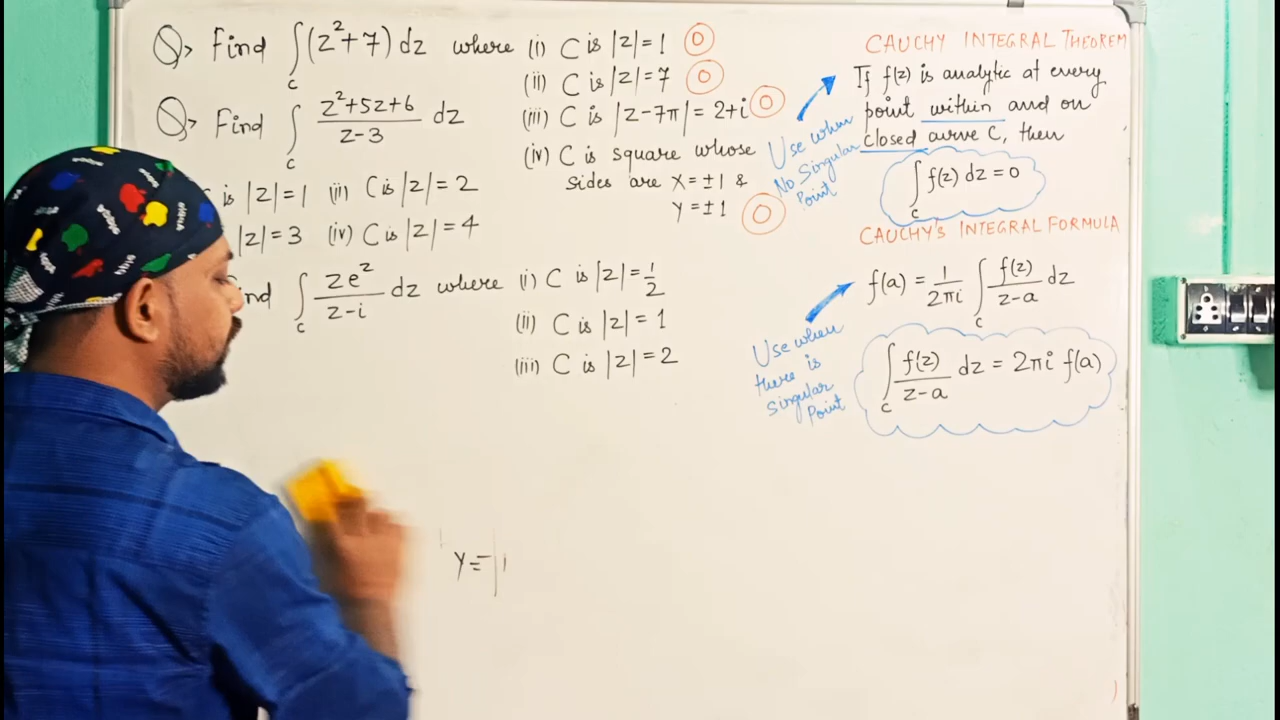 Q> Find ∫_C (z²+7) dz where (i) C is |z|=1 0
(ii) C is |z|=7 0
(iii) C is |z-7π|=2+i 0
(iv) C is square whose
sides are x=±1 &
y=±1 0
Q> Find ∫_C (z²+5z+6)/(z-3) dz
is |z|=1 (ii) C is |z|=2
|z|=3 (iv) C is |z|=4
nd ∫_C ze²/(z-i) dz where (i) C is |z|=1/2
(ii) C is |z|=1
(iii) C is |z|=2
y=-1
CAUCHY INTEGRAL THEOREM
If f(z) is analytic at every
point within and on
closed curve C, then
∫_C f(z) dz = 0
Use when
No Singular
Point
CAUCHY'S INTEGRAL FORMULA
f(a) = 1/2πi ∫_C f(z)/(z-a) dz
Use when
there is
Singular
Point
∫_C f(z)/(z-a) dz = 2πi f(a)